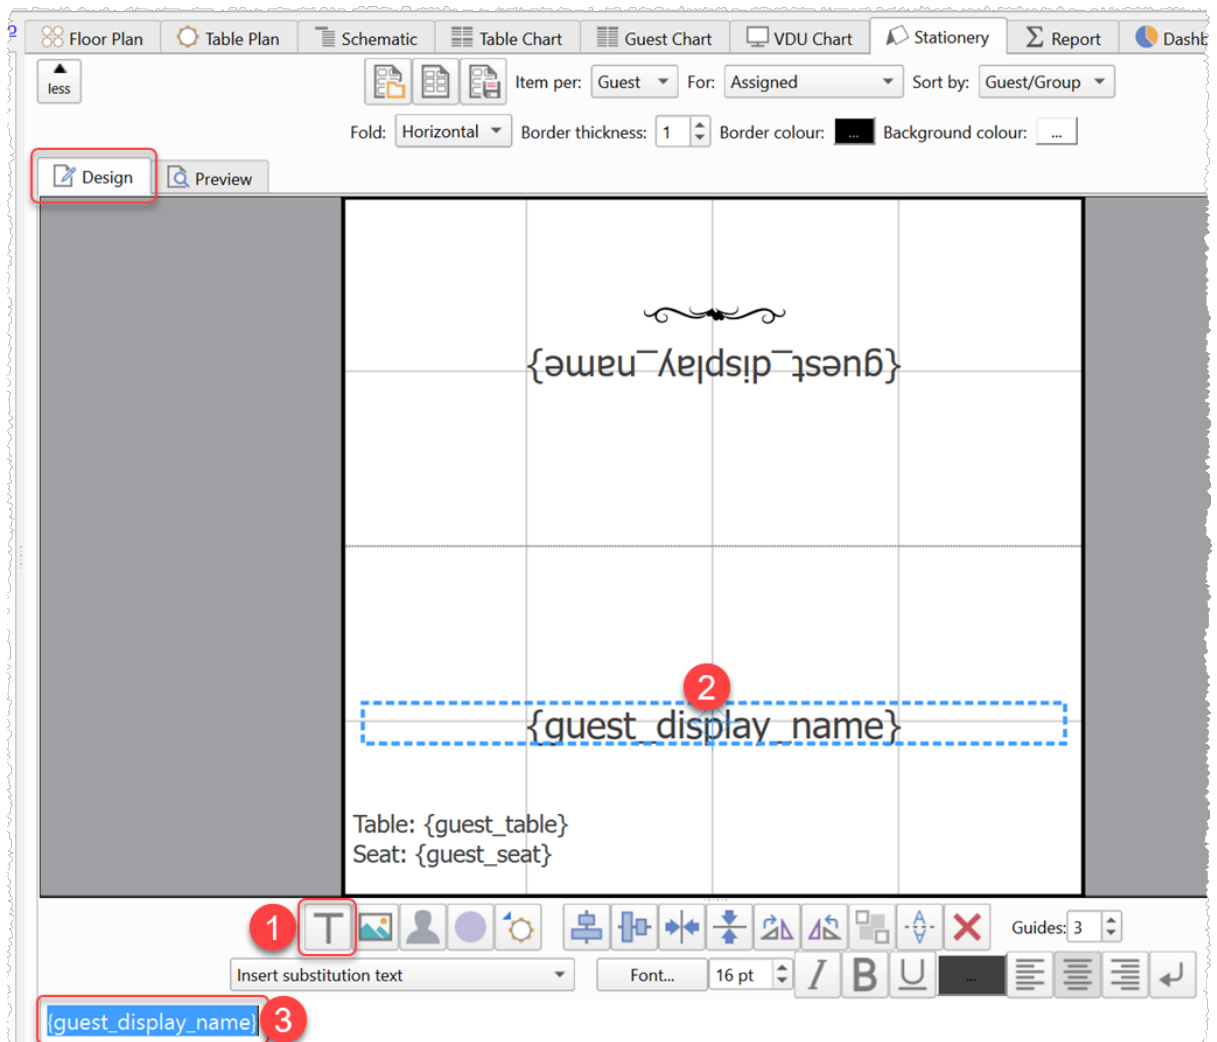 Floor Plan Table Plan Schematic Table Chart Guest Chart VDU Chart Stationery Σ Report Dashb
less Item per: Guest For: Assigned Sort by: Guest/Group
Fold: Horizontal Border thickness: 1 Border colour: ... Background colour: ...
Design Preview
{guest_display_name}
2
{guest_display_name}
Table: {guest_table}
Seat: {guest_seat}
1 T Guides: 3
Insert substitution text Font... 16 pt I B U ...
{guest_display_name} 3